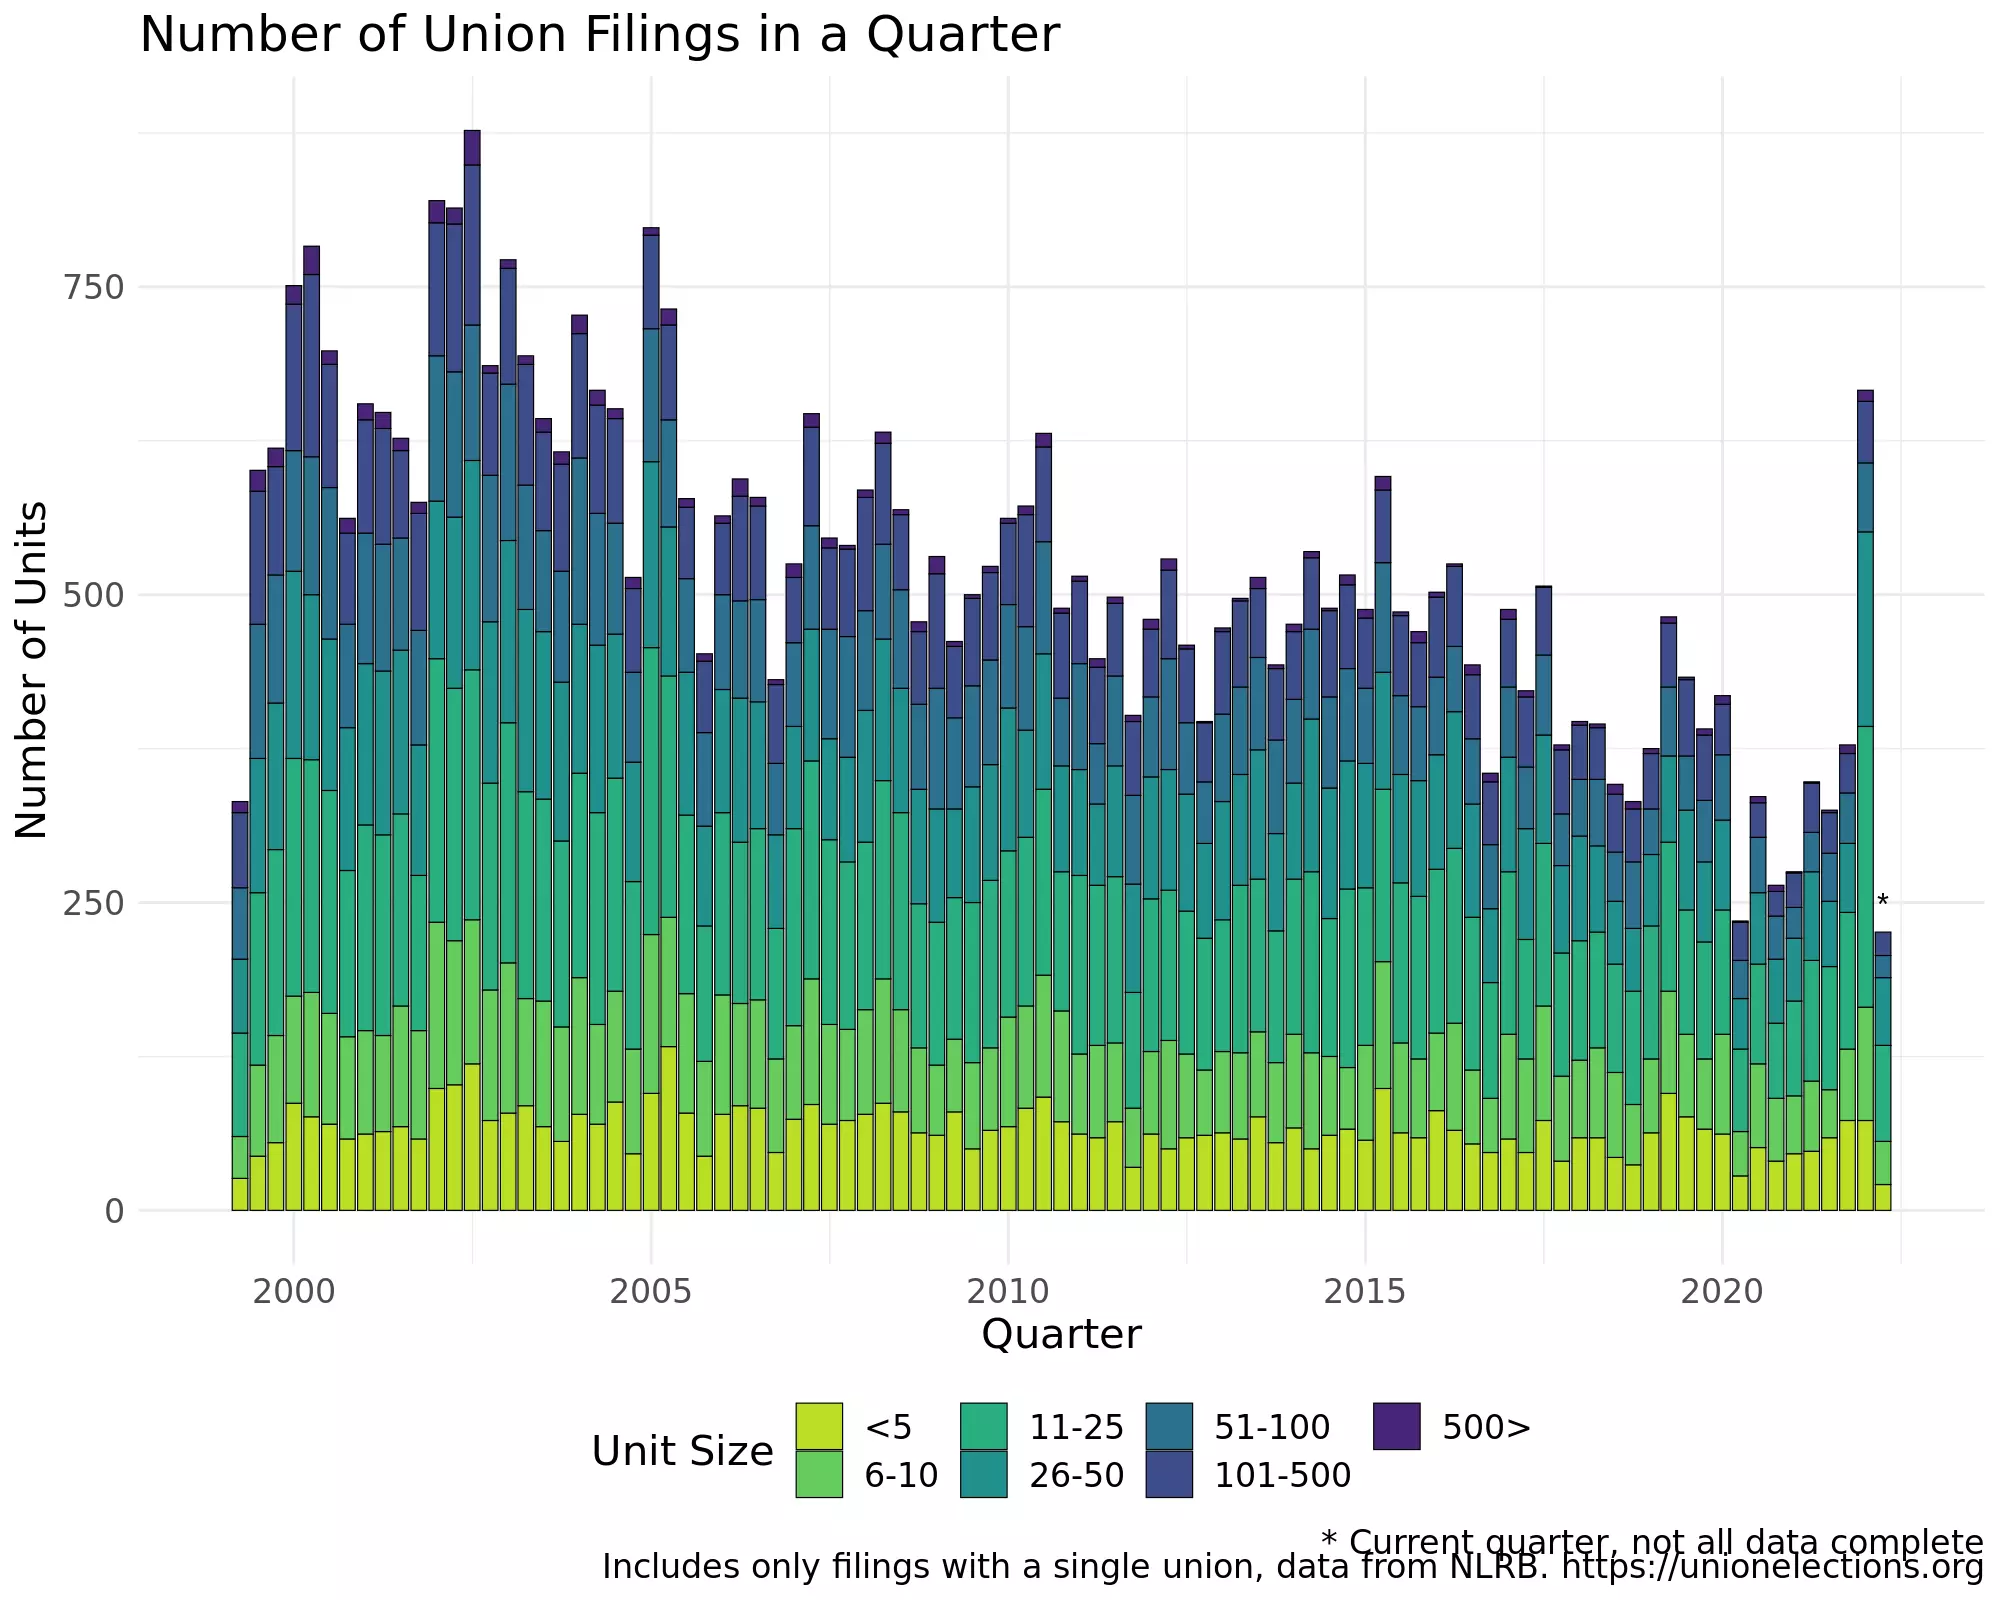 Number of Union Filings in a Quarter
Number of Units
750
500
250
0
*
2000 2005 2010 2015 2020
Quarter
Unit Size
<5 11-25 51-100 500>
6-10 26-50 101-500
* Current quarter, not all data complete
Includes only filings with a single union, data from NLRB. https://unionelections.org